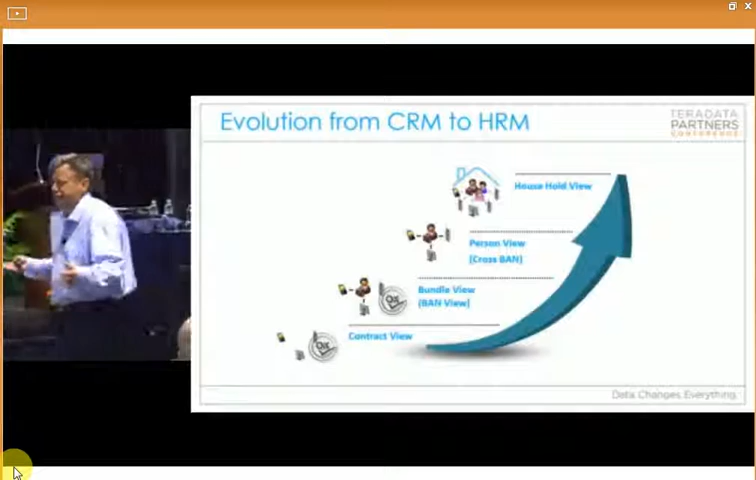 Evolution from CRM to HRM
TERADATA
PARTNERS
CONFERENCE
House Hold View
Person View
(Cross BAN)
Bundle View
(BAN View)
Contract View
Data Changes Everything